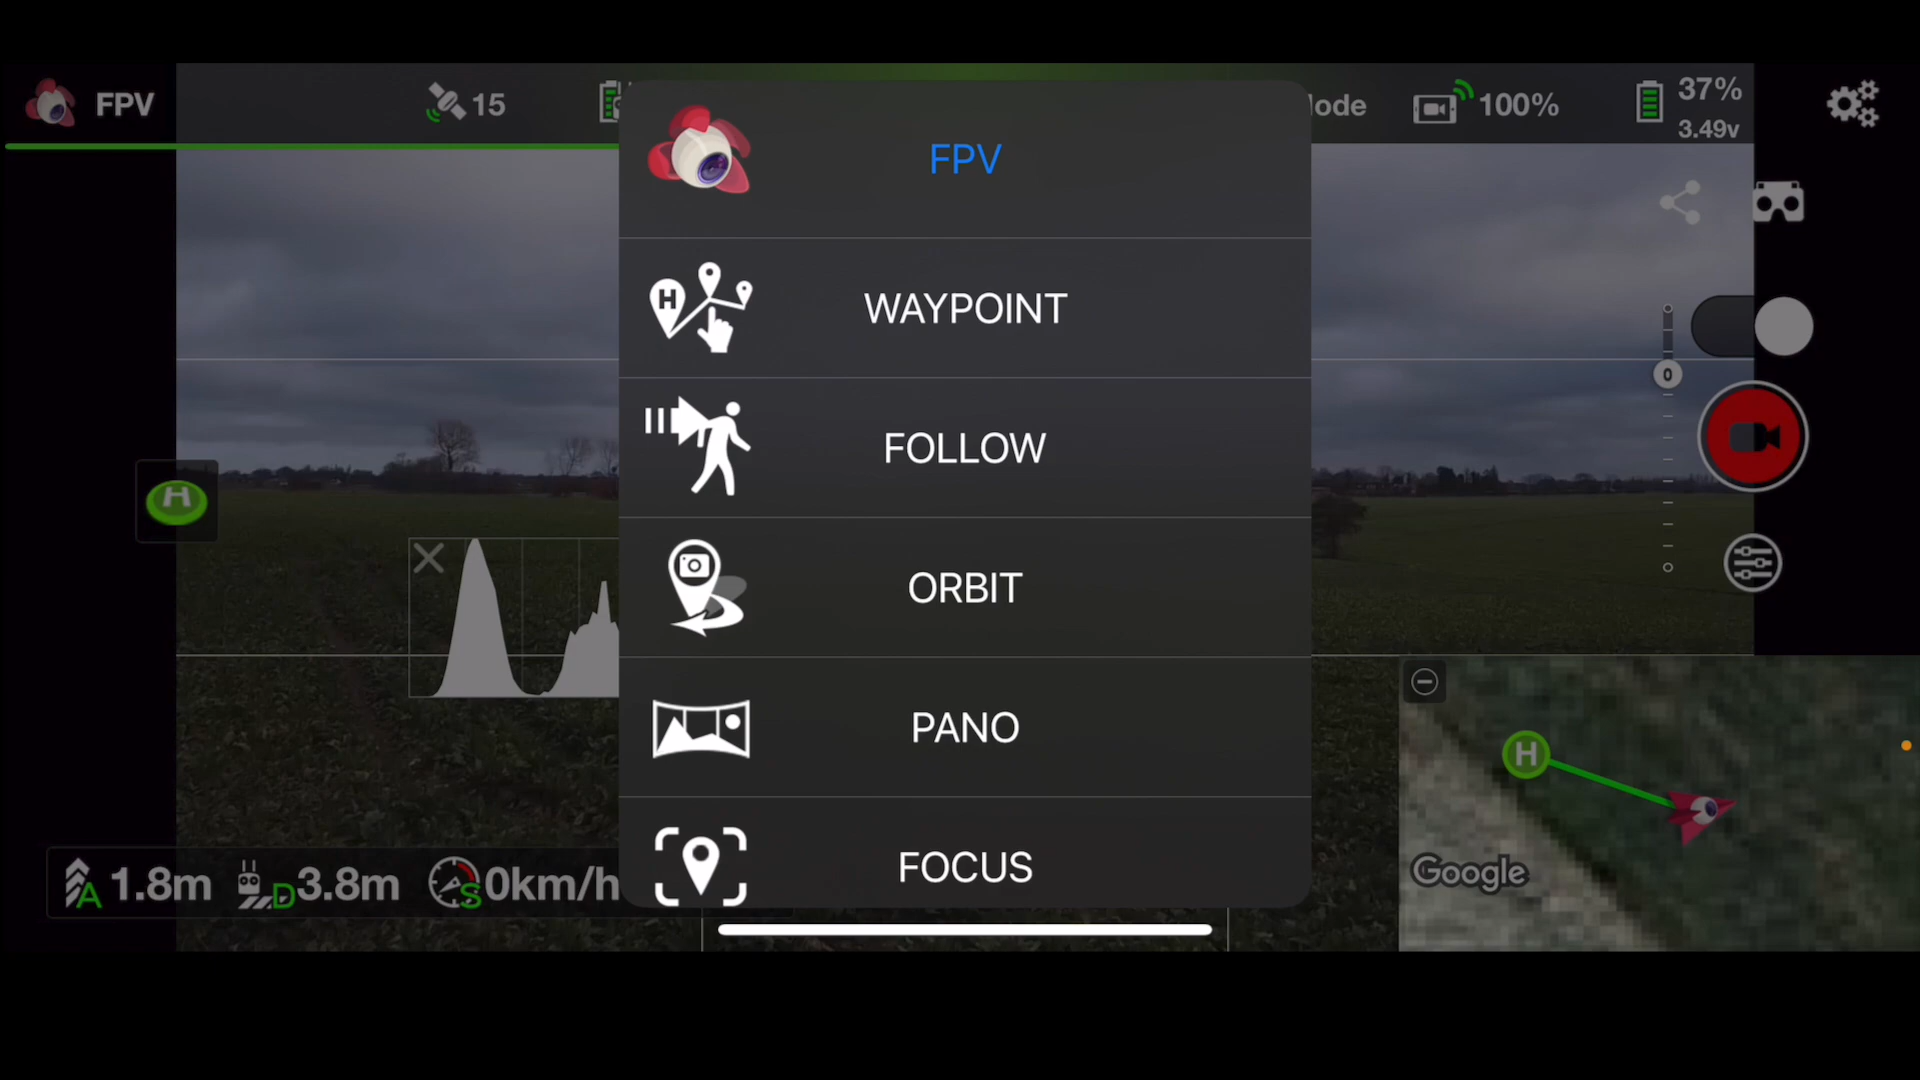 FPV
15
100%
37%
3.49v
FPV
WAYPOINT
H
FOLLOW
0
ORBIT
H
PANO
H
FOCUS
Google
A 1.8m D 3.8m S 0km/h